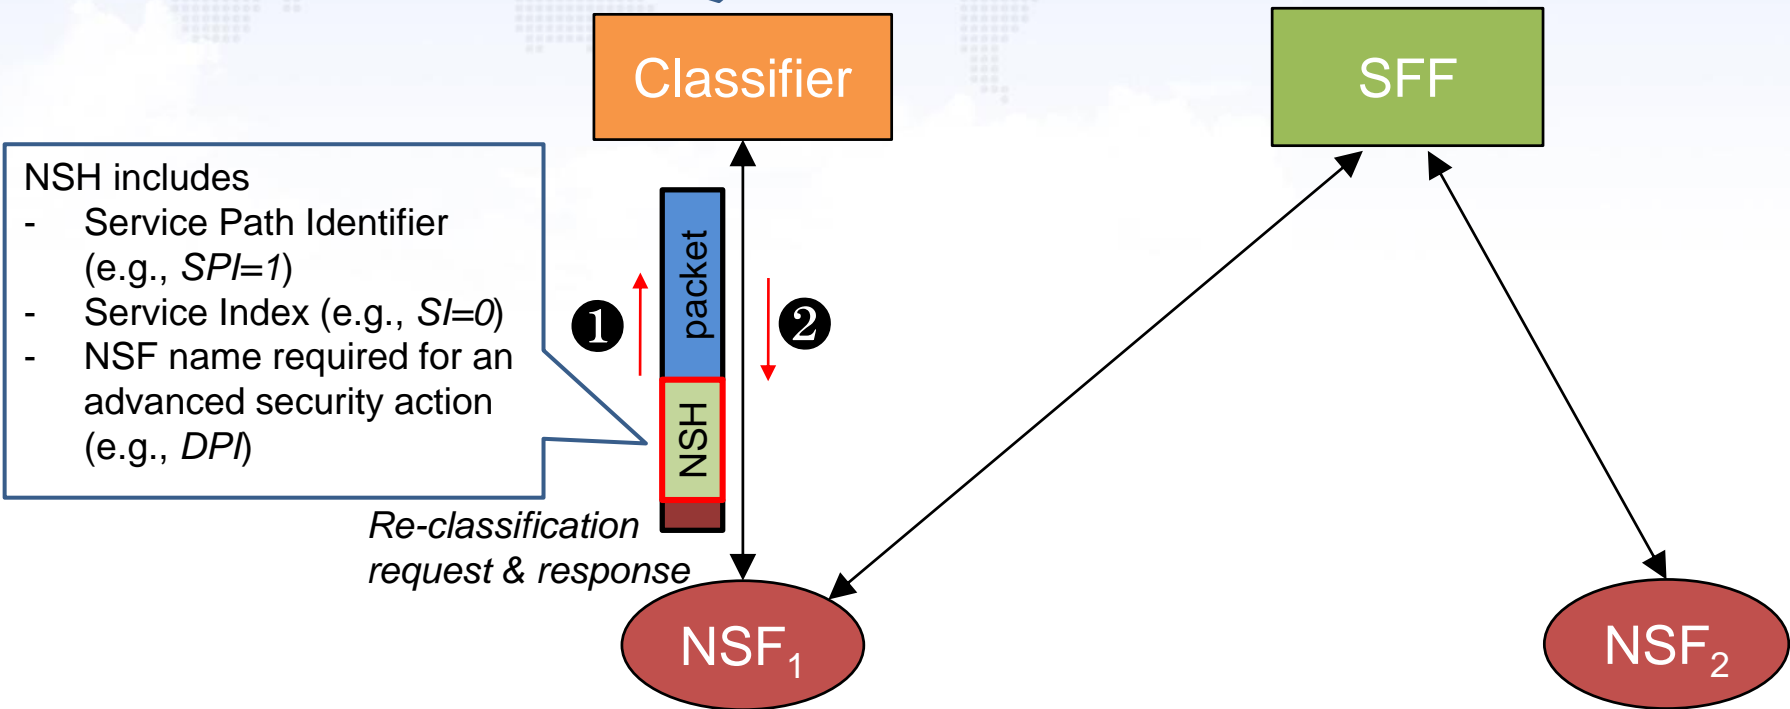 Classifier
SFF
NSH includes
- Service Path Identifier
(e.g., SPI=1)
- Service Index (e.g., SI=0)
- NSF name required for an
advanced security action
(e.g., DPI)
packet
❶
❷
NSH
Re-classification
request & response
NSF₁
NSF₂